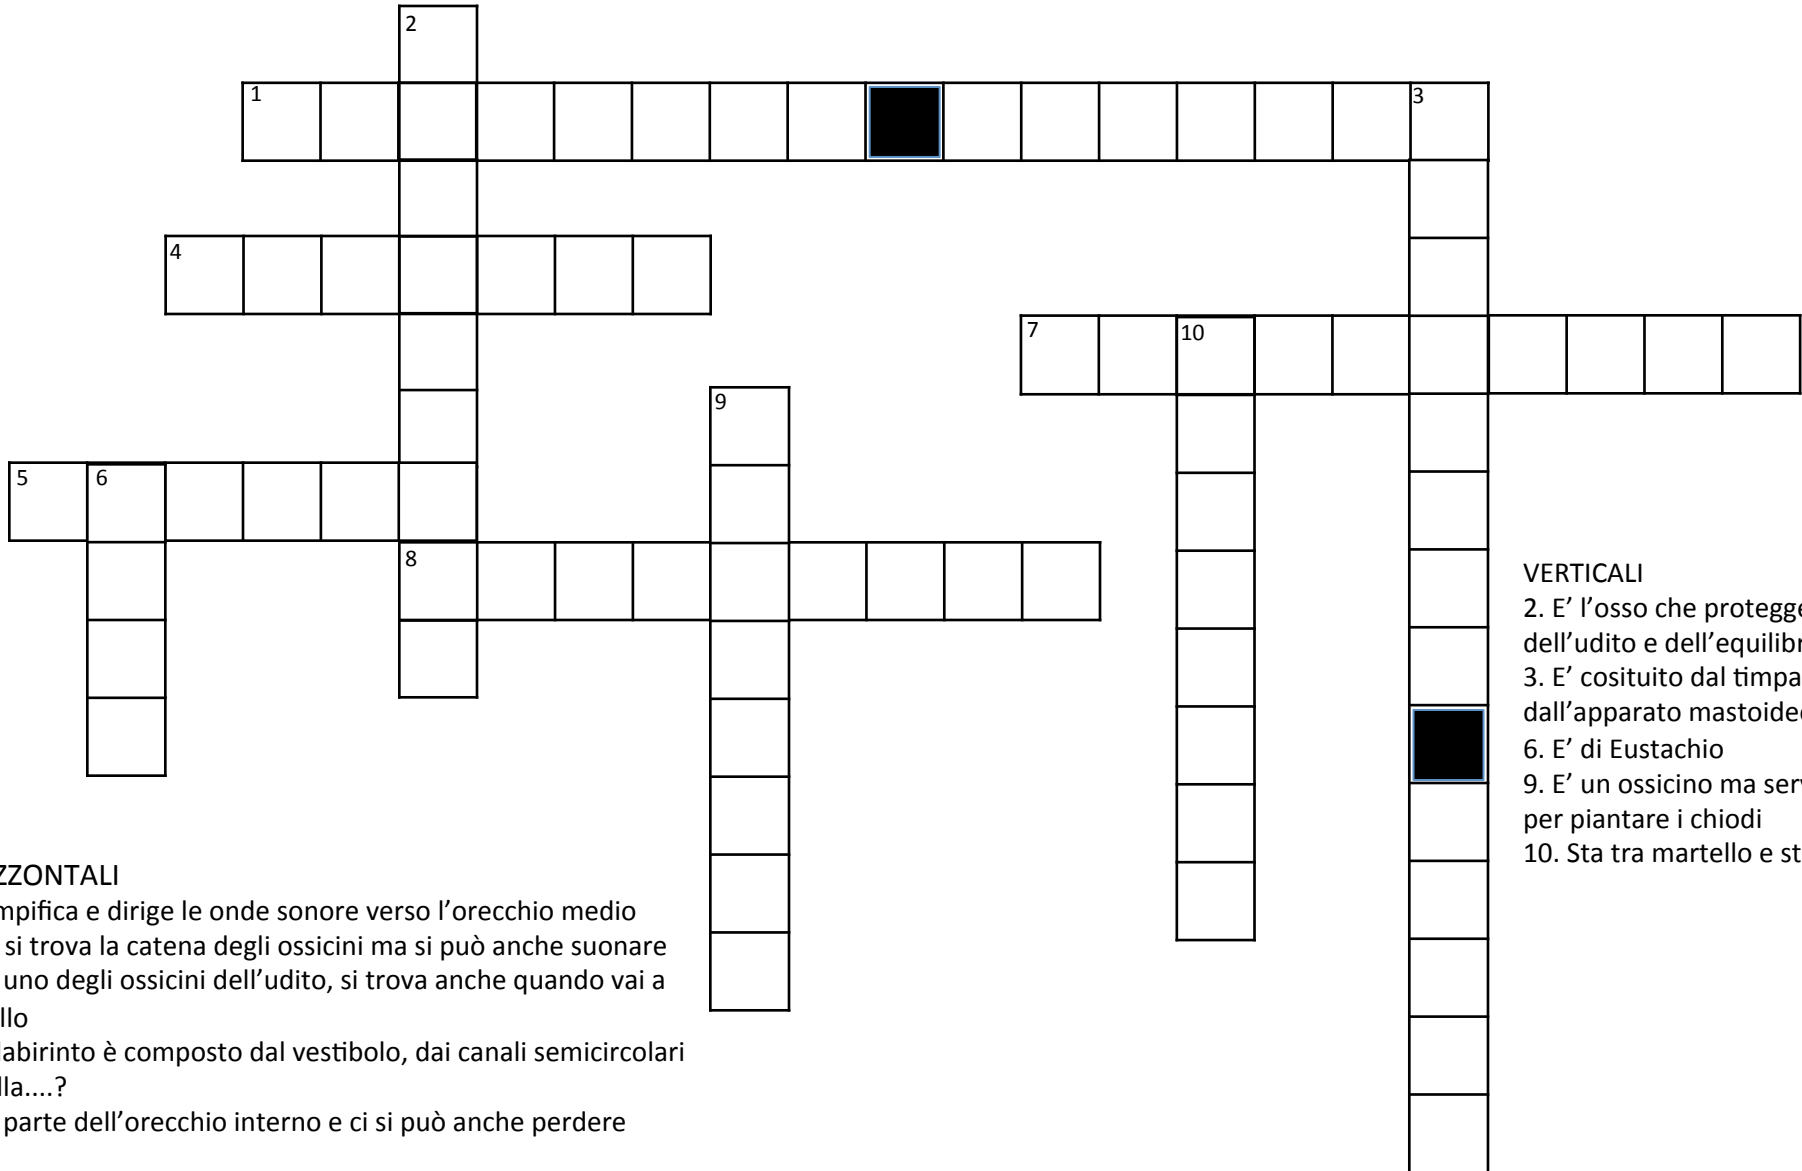 2
1
3
4
7
10
9
5
6
8
VERTICALI
2. E’ l’osso che protegge
dell’udito e dell’equilibr
3. E’ cosituito dal timpa
dall’apparato mastoideo
6. E’ di Eustachio
9. E’ un ossicino ma serv
per piantare i chiodi
10. Sta tra martello e st
ZZONTALI
mpifica e dirige le onde sonore verso l’orecchio medio
si trova la catena degli ossicini ma si può anche suonare
uno degli ossicini dell’udito, si trova anche quando vai a
llo
labirinto è composto dal vestibolo, dai canali semicircolari
lla....?
parte dell’orecchio interno e ci si può anche perdere